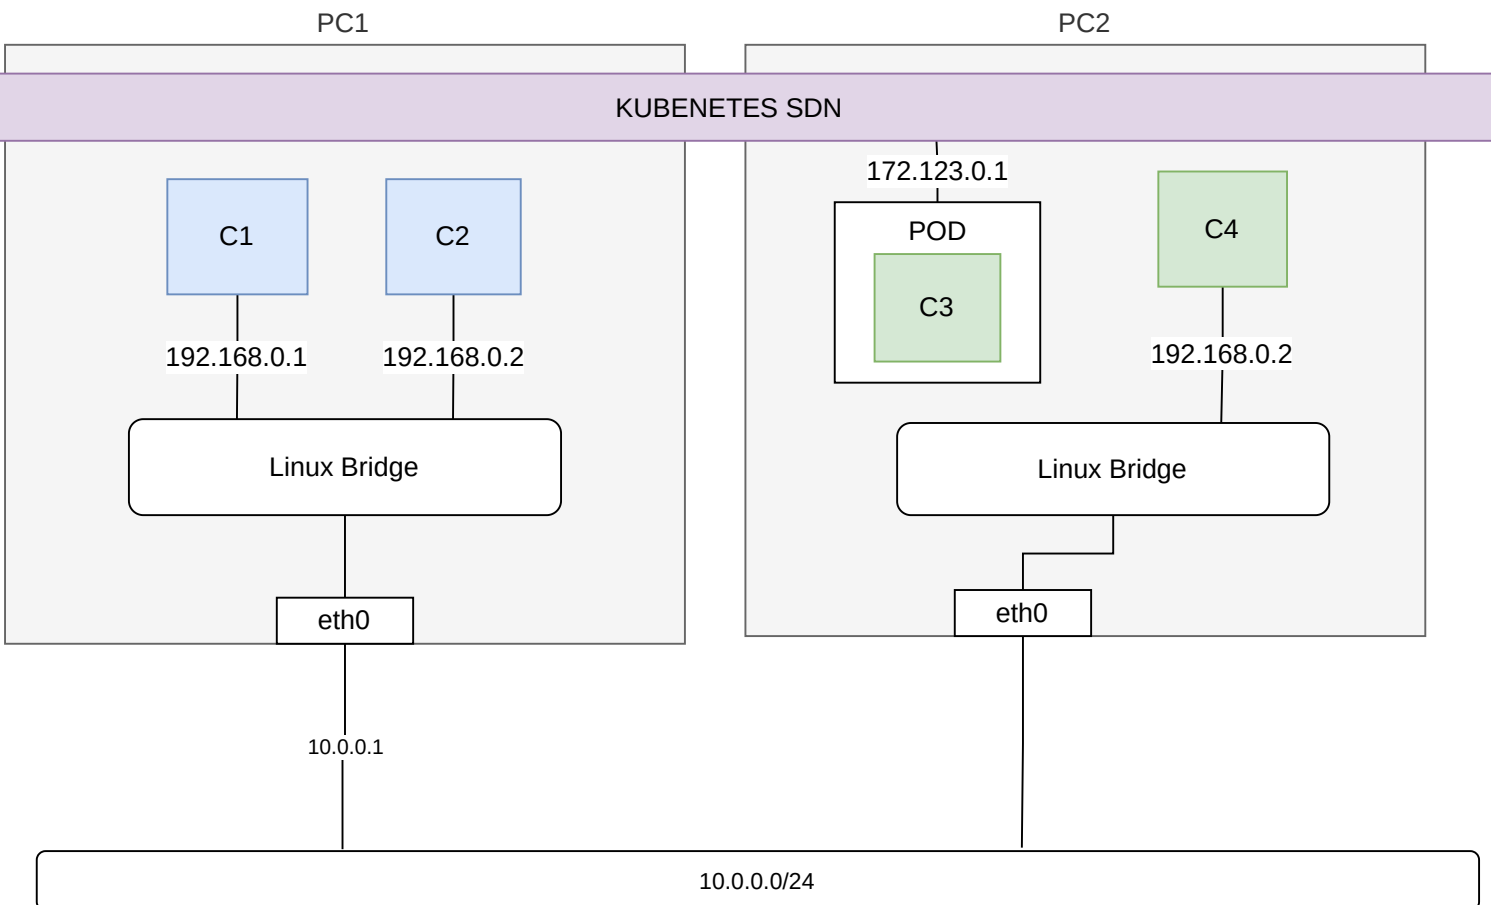 PC1
PC2
KUBENETES SDN
172.123.0.1
C1
C2
POD
C4
C3
192.168.0.1
192.168.0.2
192.168.0.2
Linux Bridge
Linux Bridge
eth0
eth0
10.0.0.1
10.0.0.0/24